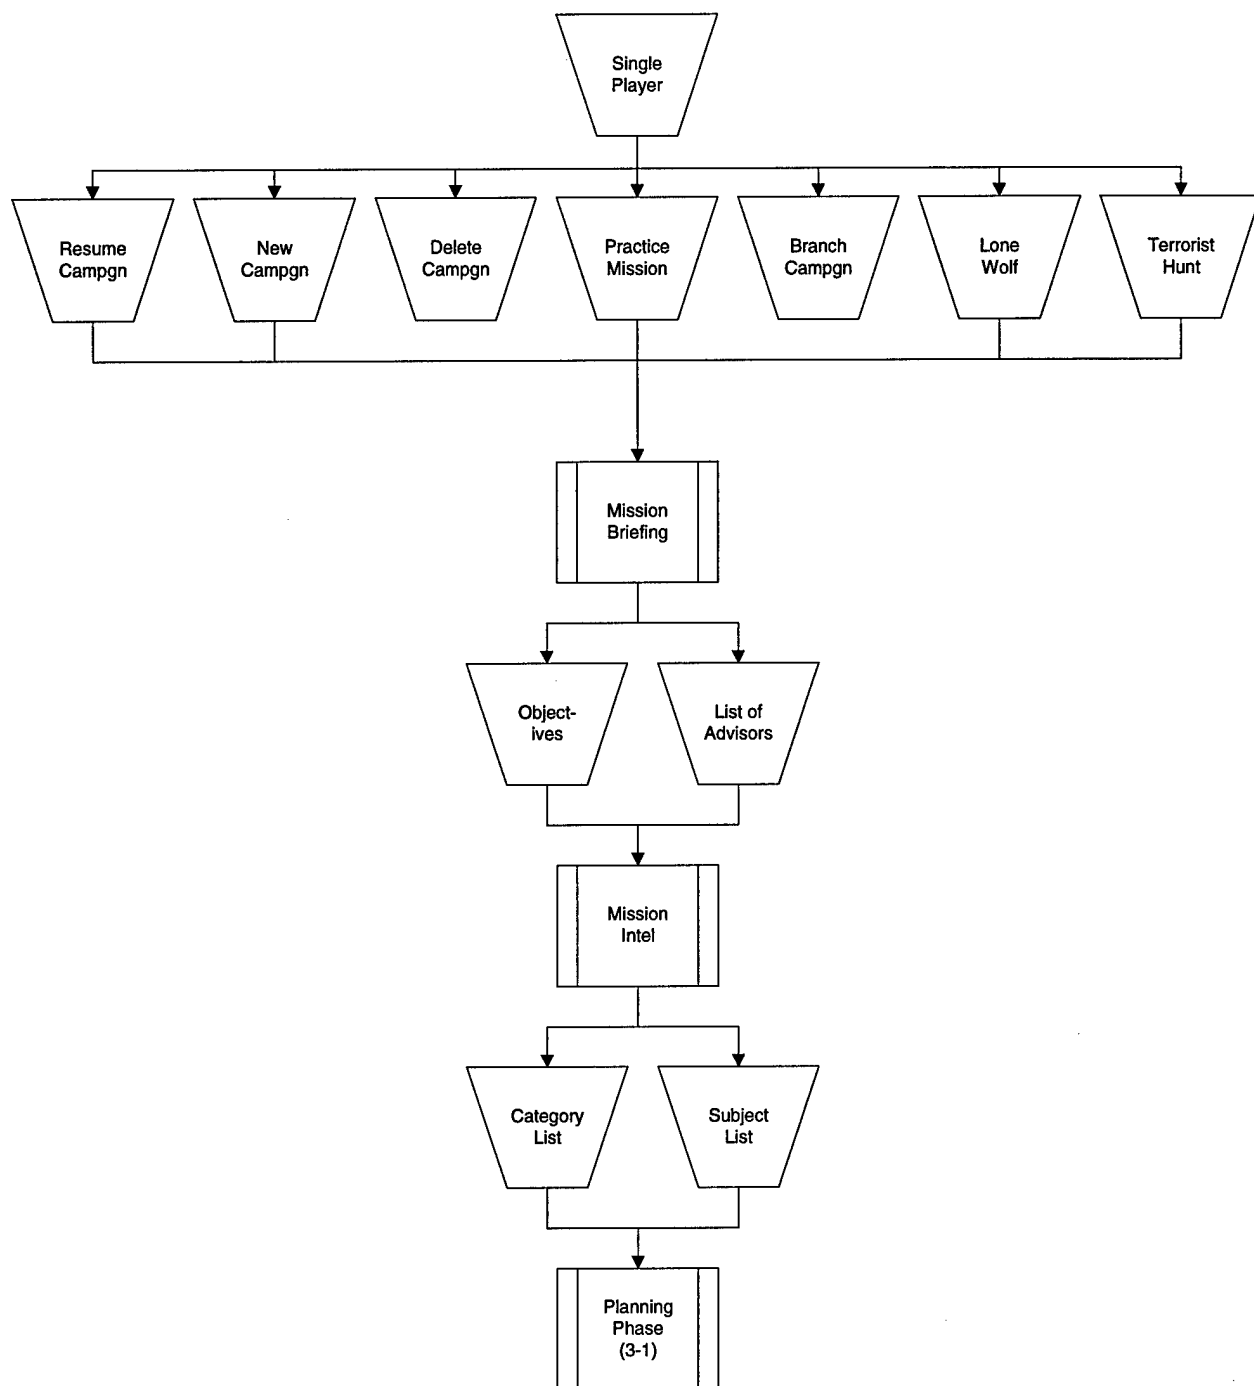 Single
Player
Resume
Campgn
New
Campgn
Delete
Campgn
Practice
Mission
Branch
Campgn
Lone
Wolf
Terrorist
Hunt
Mission
Briefing
Object-
ives
List of
Advisors
Mission
Intel
Category
List
Subject
List
Planning
Phase
(3-1)